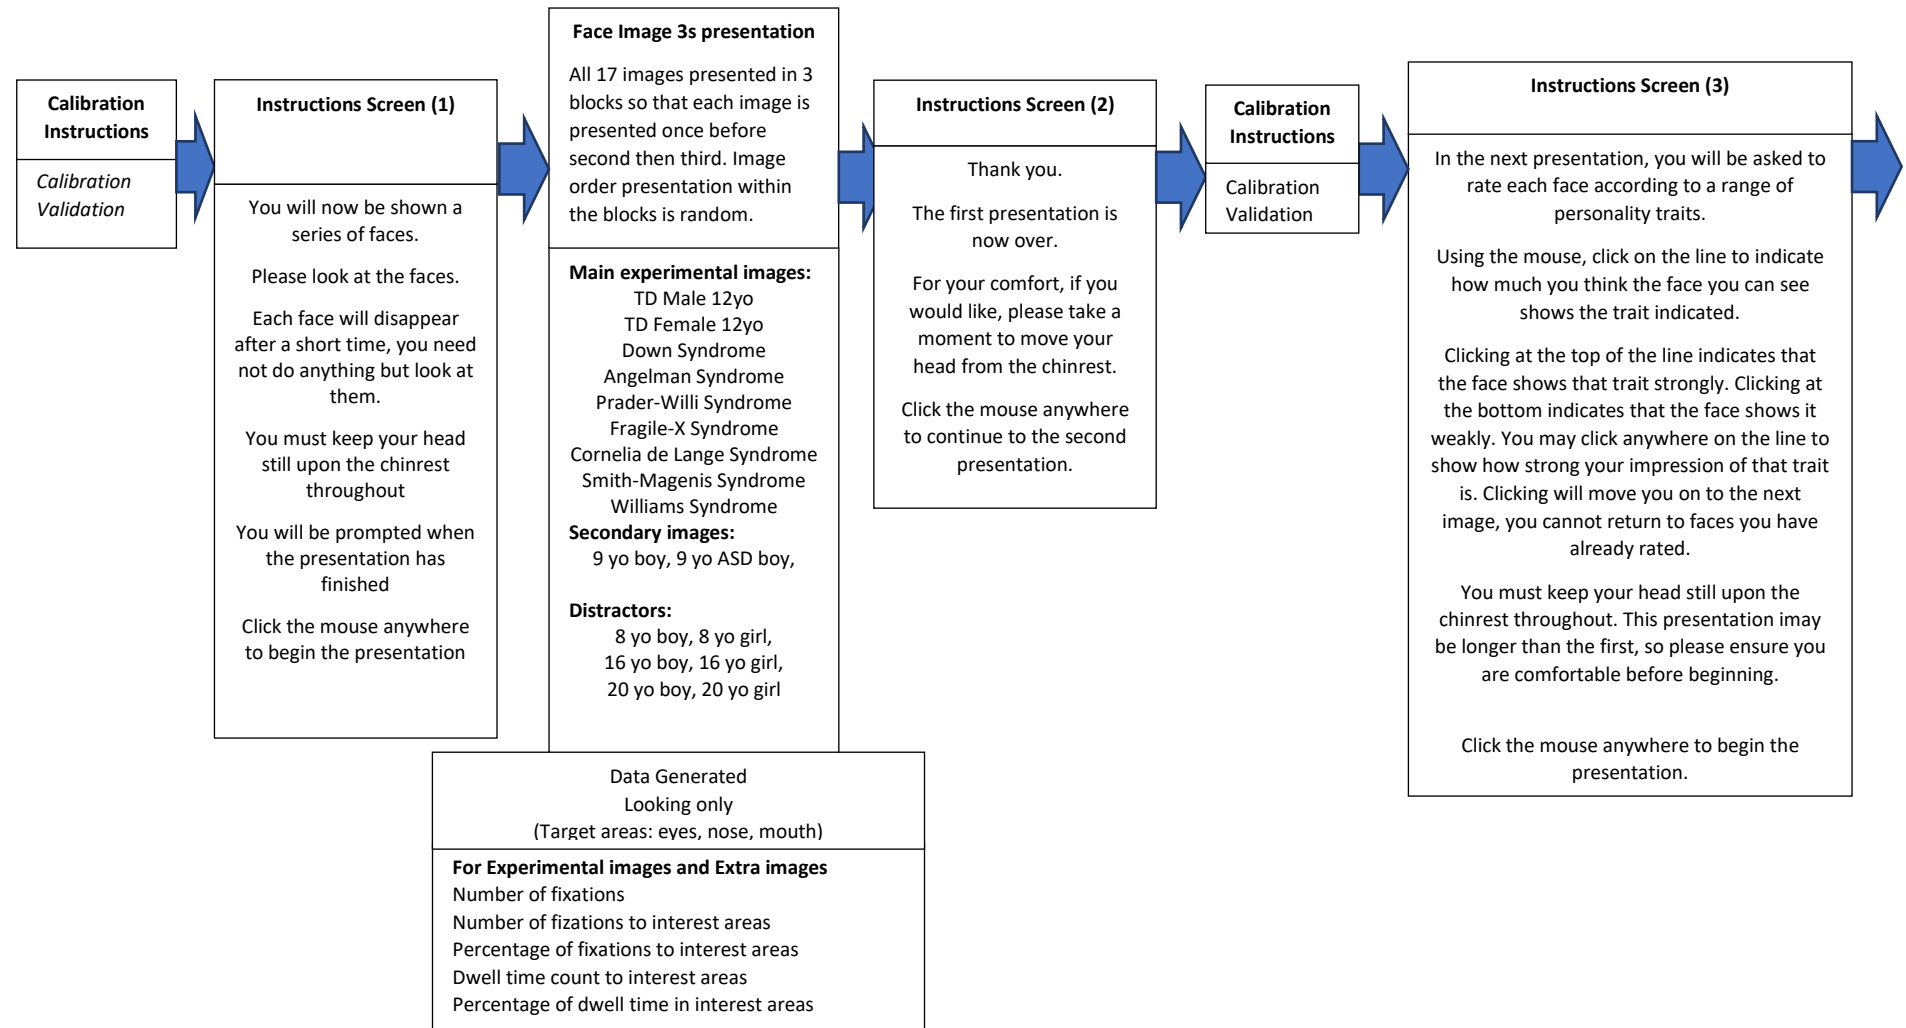 Calibration
Instructions
Calibration
Validation
Instructions Screen (1)
You will now be shown a
series of faces.
Please look at the faces.
Each face will disappear
after a short time, you need
not do anything but look at
them.
You must keep your head
still upon the chinrest
throughout
You will be prompted when
the presentation has
finished
Click the mouse anywhere
to begin the presentation
Face Image 3s presentation
All 17 images presented in 3
blocks so that each image is
presented once before
second then third. Image
order presentation within
the blocks is random.
Main experimental images:
TD Male 12yo
TD Female 12yo
Down Syndrome
Angelman Syndrome
Prader-Willi Syndrome
Fragile-X Syndrome
Cornelia de Lange Syndrome
Smith-Magenis Syndrome
Williams Syndrome
Secondary images:
9 yo boy, 9 yo ASD boy,
Distractors:
8 yo boy, 8 yo girl,
16 yo boy, 16 yo girl,
20 yo boy, 20 yo girl
Data Generated
Looking only
(Target areas: eyes, nose, mouth)
For Experimental images and Extra images
Number of fixations
Number of fizations to interest areas
Percentage of fixations to interest areas
Dwell time count to interest areas
Percentage of dwell time in interest areas
Instructions Screen (2)
Thank you.
The first presentation is
now over.
For your comfort, if you
would like, please take a
moment to move your
head from the chinrest.
Click the mouse anywhere
to continue to the second
presentation.
Calibration
Instructions
Calibration
Validation
Instructions Screen (3)
In the next presentation, you will be asked to
rate each face according to a range of
personality traits.
Using the mouse, click on the line to indicate
how much you think the face you can see
shows the trait indicated.
Clicking at the top of the line indicates that
the face shows that trait strongly. Clicking at
the bottom indicates that the face shows it
weakly. You may click anywhere on the line to
show how strong your impression of that trait
is. Clicking will move you on to the next
image, you cannot return to faces you have
already rated.
You must keep your head still upon the
chinrest throughout. This presentation imay
be longer than the first, so please ensure you
are comfortable before beginning.
Click the mouse anywhere to begin the
presentation.